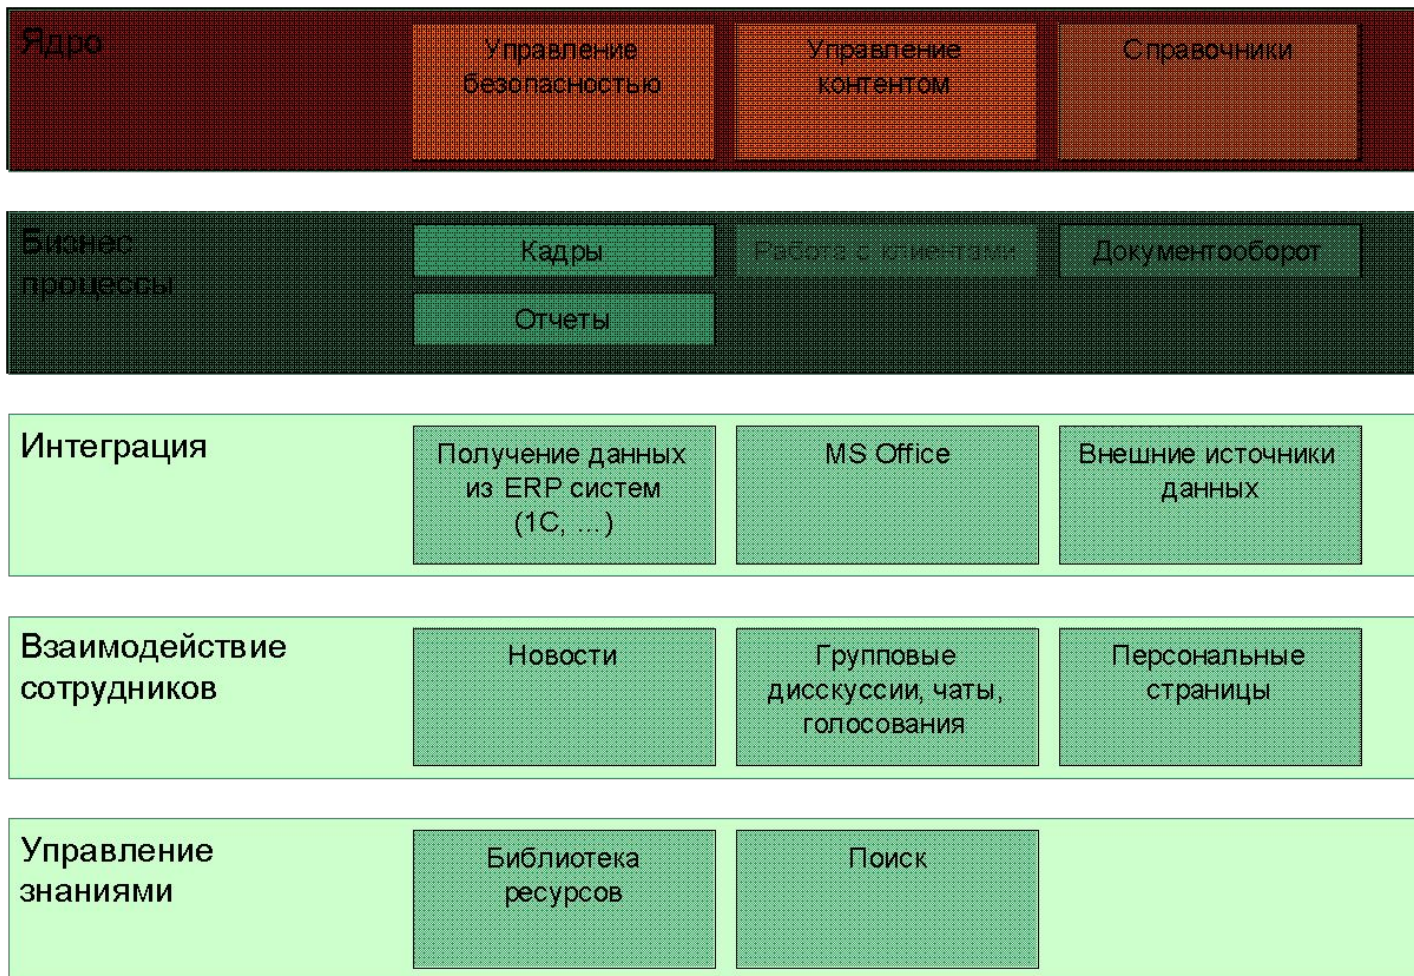 Ядро
Управление
безопасностью
Управление
контентом
Справочники
Бизнес
процессы
Кадры
Работа с клиентами
Документооборот
Отчеты
Интеграция
Получение данных
из ERP систем
(1С, ...)
MS Office
Внешние источники
данных
Взаимодействие
сотрудников
Новости
Групповые
дисскуссии, чаты,
голосования
Персональные
страницы
Управление
знаниями
Библиотека
ресурсов
Поиск